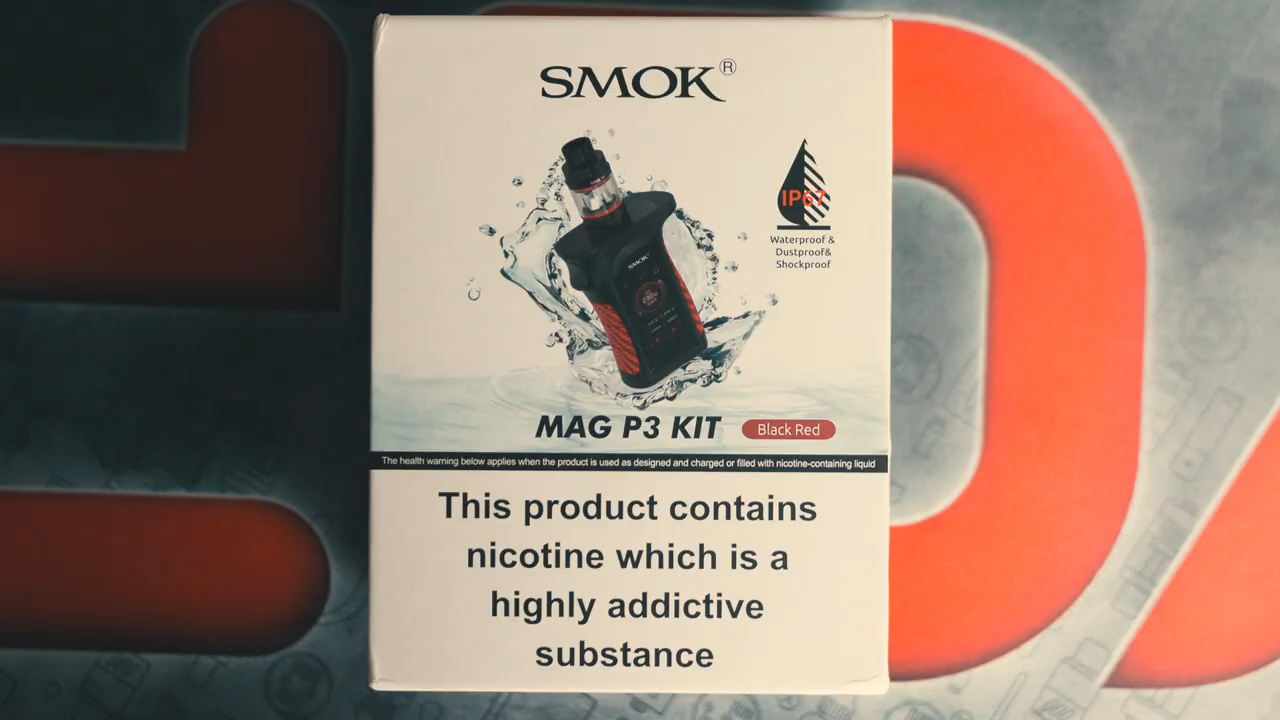 SMOK®
IP67
Waterproof &
Dustproof&
Shockproof
SMOK
230W
MAG P3 KIT
Black Red
The health warning below applies when the product is used as designed and charged or filled with nicotine-containing liquid
This product contains
nicotine which is a
highly addictive
substance